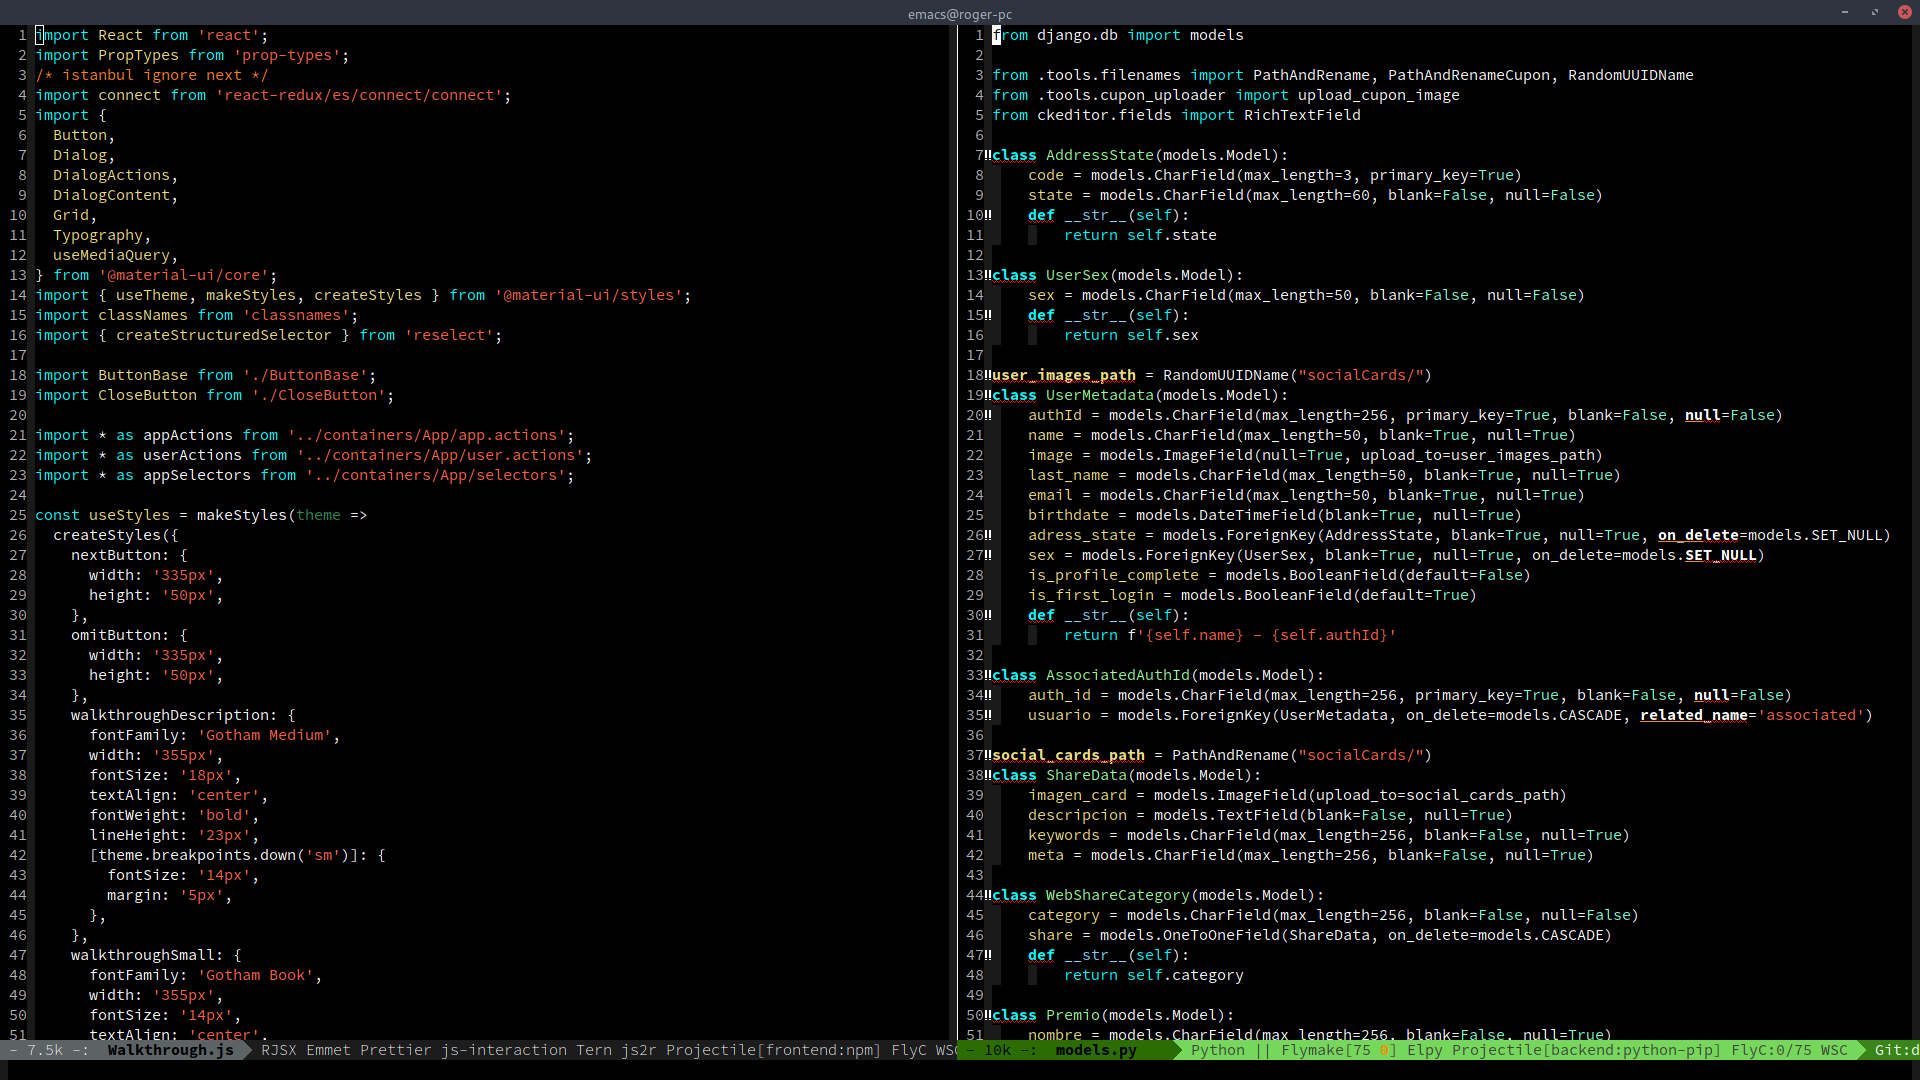 emacs@roger-pc
1 import React from 'react';
2 import PropTypes from 'prop-types';
3 /* istanbul ignore next */
4 import connect from 'react-redux/es/connect/connect';
5 import {
6   Button,
7   Dialog,
8   DialogActions,
9   DialogContent,
10   Grid,
11   Typography,
12   useMediaQuery,
13 } from '@material-ui/core';
14 import { useTheme, makeStyles, createStyles } from '@material-ui/styles';
15 import classNames from 'classnames';
16 import { createStructuredSelector } from 'reselect';
17
18 import ButtonBase from './ButtonBase';
19 import CloseButton from './CloseButton';
20
21 import * as appActions from '../containers/App/app.actions';
22 import * as userActions from '../containers/App/user.actions';
23 import * as appSelectors from '../containers/App/selectors';
24
25 const useStyles = makeStyles(theme =>
26   createStyles({
27     nextButton: {
28       width: '335px',
29       height: '50px',
30     },
31     omitButton: {
32       width: '335px',
33       height: '50px',
34     },
35     walkthroughDescription: {
36       fontFamily: 'Gotham Medium',
37       width: '355px',
38       fontSize: '18px',
39       textAlign: 'center',
40       fontWeight: 'bold',
41       lineHeight: '23px',
42       [theme.breakpoints.down('sm')]: {
43         fontSize: '14px',
44         margin: '5px',
45       },
46     },
47     walkthroughSmall: {
48       fontFamily: 'Gotham Book',
49       width: '355px',
50       fontSize: '14px',
51       textAlign: 'center',
- 7.5k -: Walkthrough.js RJSX Emmet Prettier js-interaction Tern js2r Projectile[frontend:npm] FlyC WSC
1 from django.db import models
2
3 from .tools.filenames import PathAndRename, PathAndRenameCupon, RandomUUIDName
4 from .tools.cupon_uploader import upload_cupon_image
5 from ckeditor.fields import RichTextField
6
7‼class AddressState(models.Model):
8     code = models.CharField(max_length=3, primary_key=True)
9     state = models.CharField(max_length=60, blank=False, null=False)
10‼    def __str__(self):
11         return self.state
12
13‼class UserSex(models.Model):
14     sex = models.CharField(max_length=50, blank=False, null=False)
15‼    def __str__(self):
16         return self.sex
17
18‼user_images_path = RandomUUIDName("socialCards/")
19‼class UserMetadata(models.Model):
20‼    authId = models.CharField(max_length=256, primary_key=True, blank=False, null=False)
21     name = models.CharField(max_length=50, blank=True, null=True)
22     image = models.ImageField(null=True, upload_to=user_images_path)
23     last_name = models.CharField(max_length=50, blank=True, null=True)
24     email = models.CharField(max_length=50, blank=True, null=True)
25     birthdate = models.DateTimeField(blank=True, null=True)
26‼    adress_state = models.ForeignKey(AddressState, blank=True, null=True, on_delete=models.SET_NULL)
27‼    sex = models.ForeignKey(UserSex, blank=True, null=True, on_delete=models.SET_NULL)
28     is_profile_complete = models.BooleanField(default=False)
29     is_first_login = models.BooleanField(default=True)
30‼    def __str__(self):
31         return f'{self.name} - {self.authId}'
32
33‼class AssociatedAuthId(models.Model):
34‼    auth_id = models.CharField(max_length=256, primary_key=True, blank=False, null=False)
35‼    usuario = models.ForeignKey(UserMetadata, on_delete=models.CASCADE, related_name='associated')
36
37‼social_cards_path = PathAndRename("socialCards/")
38‼class ShareData(models.Model):
39     imagen_card = models.ImageField(upload_to=social_cards_path)
40     descripcion = models.TextField(blank=False, null=True)
41     keywords = models.CharField(max_length=256, blank=False, null=True)
42     meta = models.CharField(max_length=256, blank=False, null=True)
43
44‼class WebShareCategory(models.Model):
45     category = models.CharField(max_length=256, blank=False, null=False)
46     share = models.OneToOneField(ShareData, on_delete=models.CASCADE)
47‼    def __str__(self):
48         return self.category
49
50‼class Premio(models.Model):
51     nombre = models.CharField(max_length=256, blank=False, null=True)
- 10k -: models.py Python || Flymake[75 0] Elpy Projectile[backend:python-pip] FlyC:0/75 WSC Git:d